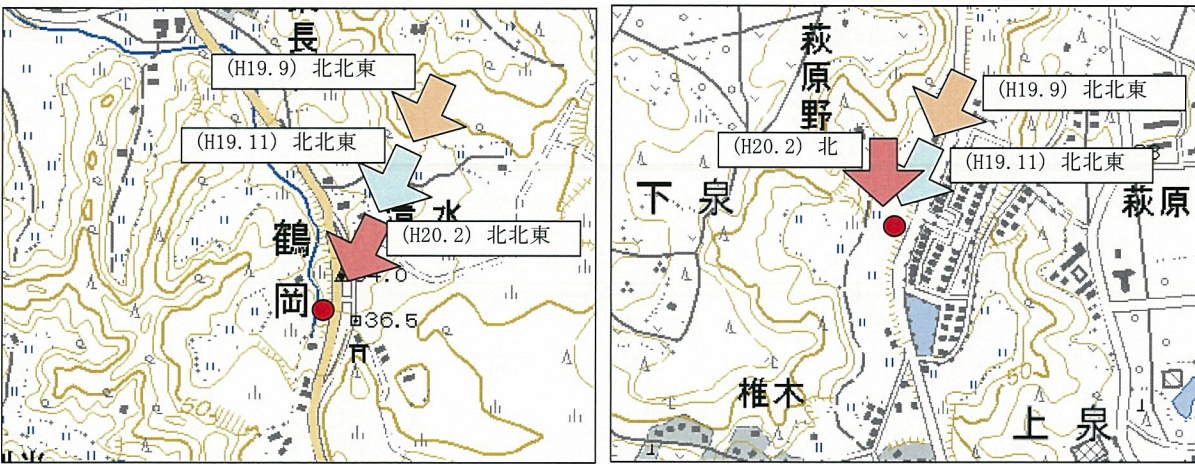 長
(H19.9) 北北東
(H19.11) 北北東
清水
(H20.2) 北北東
鶴岡
36.5
50
萩原野
(H19.9) 北北東
(H20.2) 北
(H19.11) 北北東
下泉
萩原
椎木
50
上泉